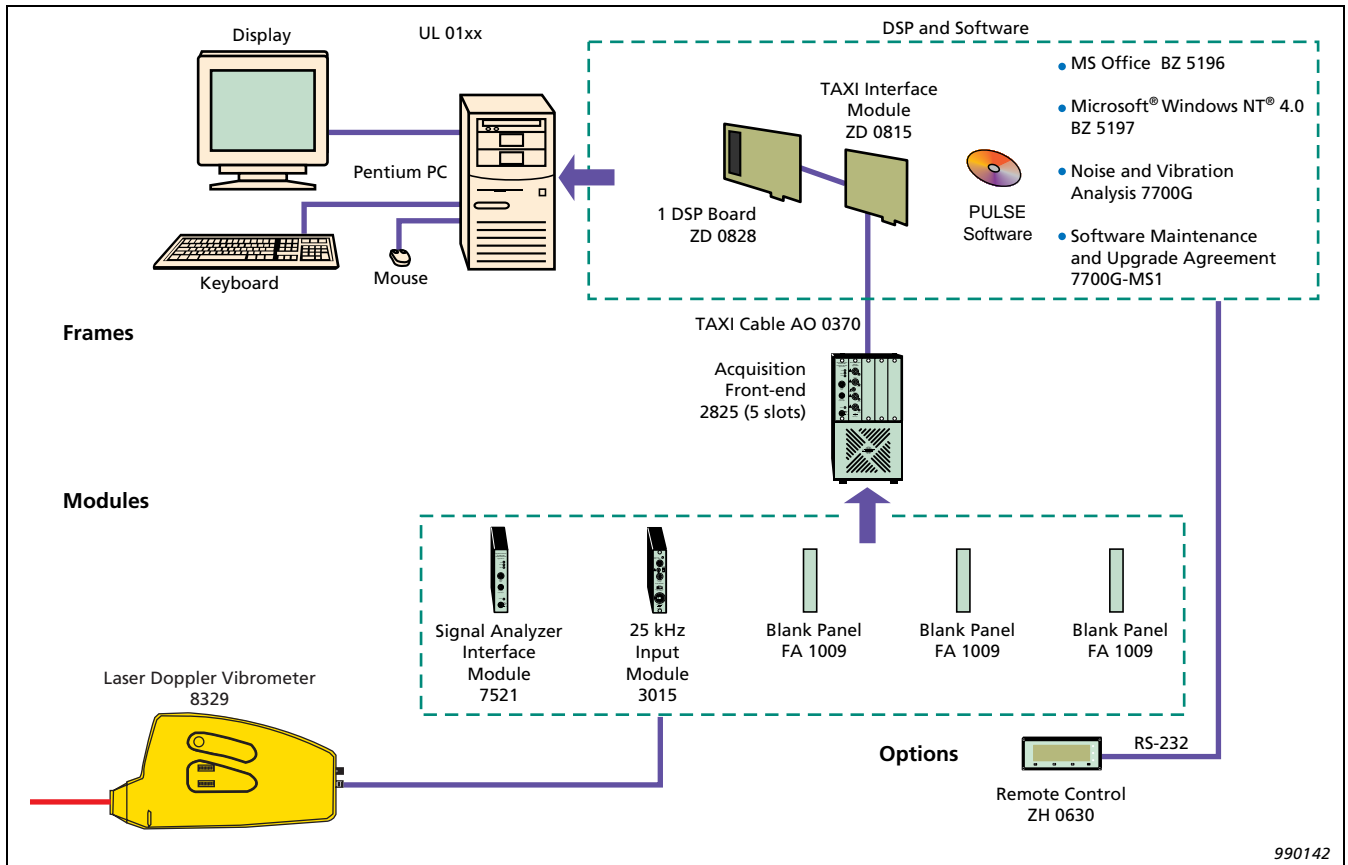 Display
UL 01xx
Pentium PC
Keyboard
Mouse
DSP and Software
TAXI Interface
Module
ZD 0815
1 DSP Board
ZD 0828
PULSE
Software
• MS Office BZ 5196
• Microsoft® Windows NT® 4.0
BZ 5197
• Noise and Vibration
Analysis 7700G
• Software Maintenance
and Upgrade Agreement
7700G-MS1
Frames
TAXI Cable AO 0370
Acquisition
Front-end
2825 (5 slots)
Modules
Signal Analyzer
Interface
Module
7521
25 kHz
Input
Module
3015
Blank Panel
FA 1009
Blank Panel
FA 1009
Blank Panel
FA 1009
Laser Doppler Vibrometer
8329
Options
RS-232
Remote Control
ZH 0630
990142